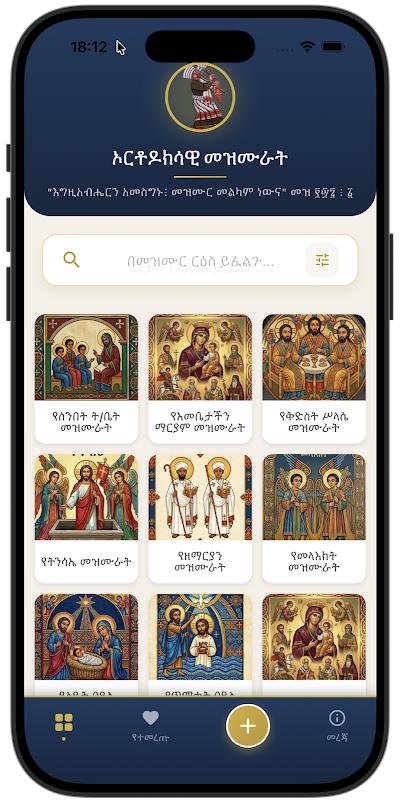 18:12
ኦርቶዶክሳዊ መዝሙራት
"እግዚአብሔርን አመስግኑ፤ መዝሙር መልካም ነውና" መዝ ፻፵፯ ፥ ፩
በመዝሙር ርዕስ ይፈልጉ...
የሰንበት ት/ቤት
መዝሙራት
የእመቤታችን
ማርያም መዝሙራት
የቅድስት ሥላሴ
መዝሙራት
የትንሳኤ መዝሙራት
የዘማርያን
መዝሙራት
የመላእክት
መዝሙራት
የተመረጡ
መረጃ